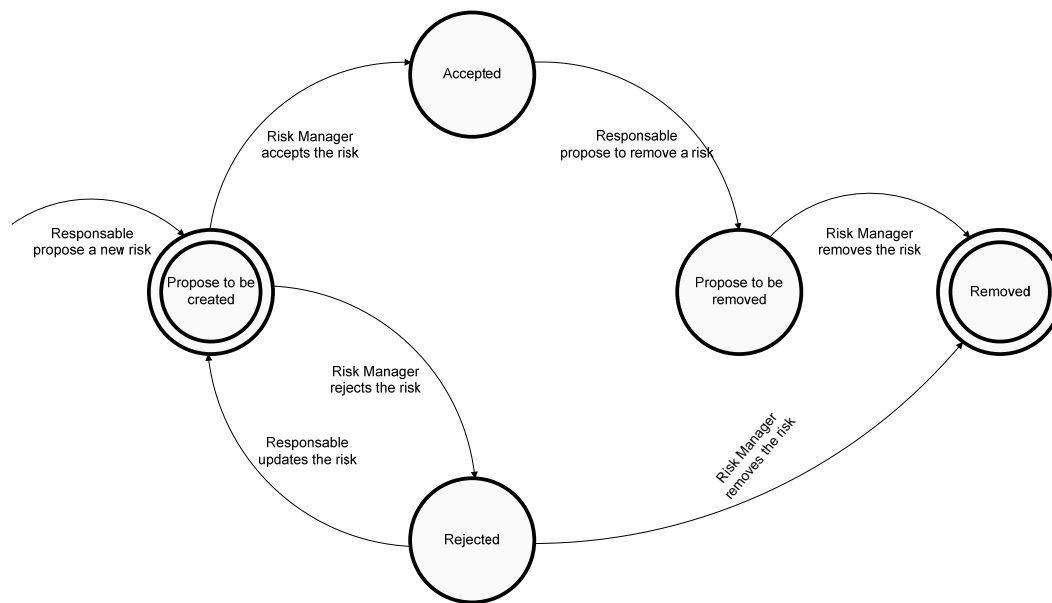 Accepted
Risk Manager
accepts the risk
Responsable
propose to remove a risk
Responsable
propose a new risk
Risk Manager
removes the risk
Propose to be
created
Propose to be
removed
Removed
Risk Manager
rejects the risk
Responsable
updates the risk
Risk Manager
removes the risk
Rejected